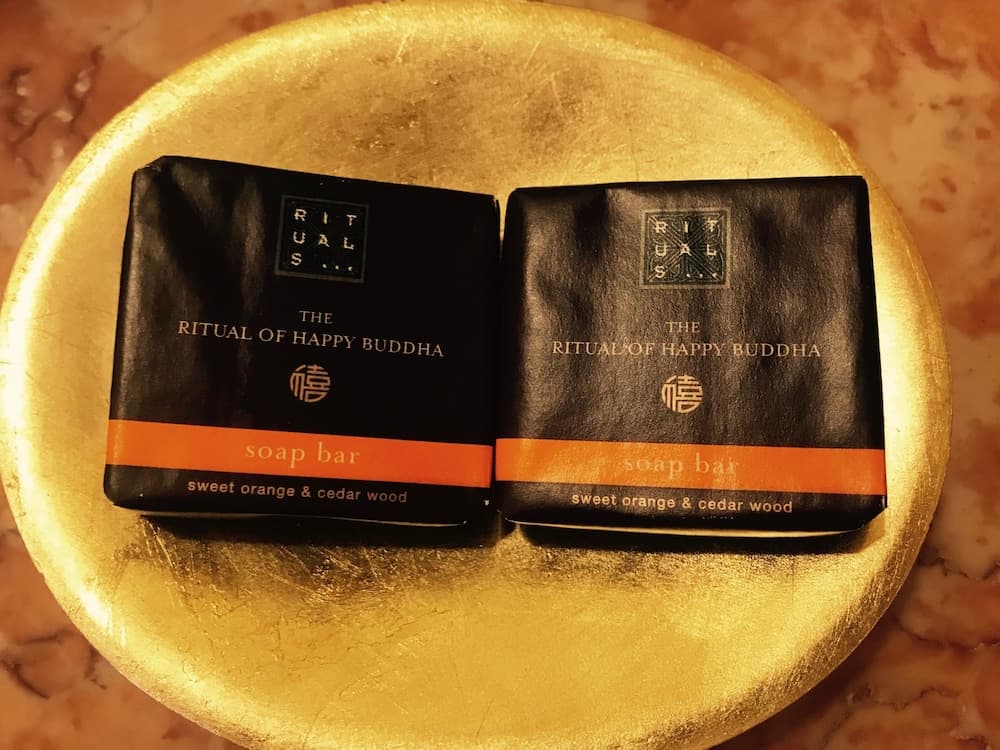 RIT
UAL
S...
THE
RITUAL OF HAPPY BUDDHA
禧
soap bar
sweet orange & cedar wood
RIT
UAL
S...
THE
RITUAL OF HAPPY BUDDHA
禧
soap bar
sweet orange & cedar wood